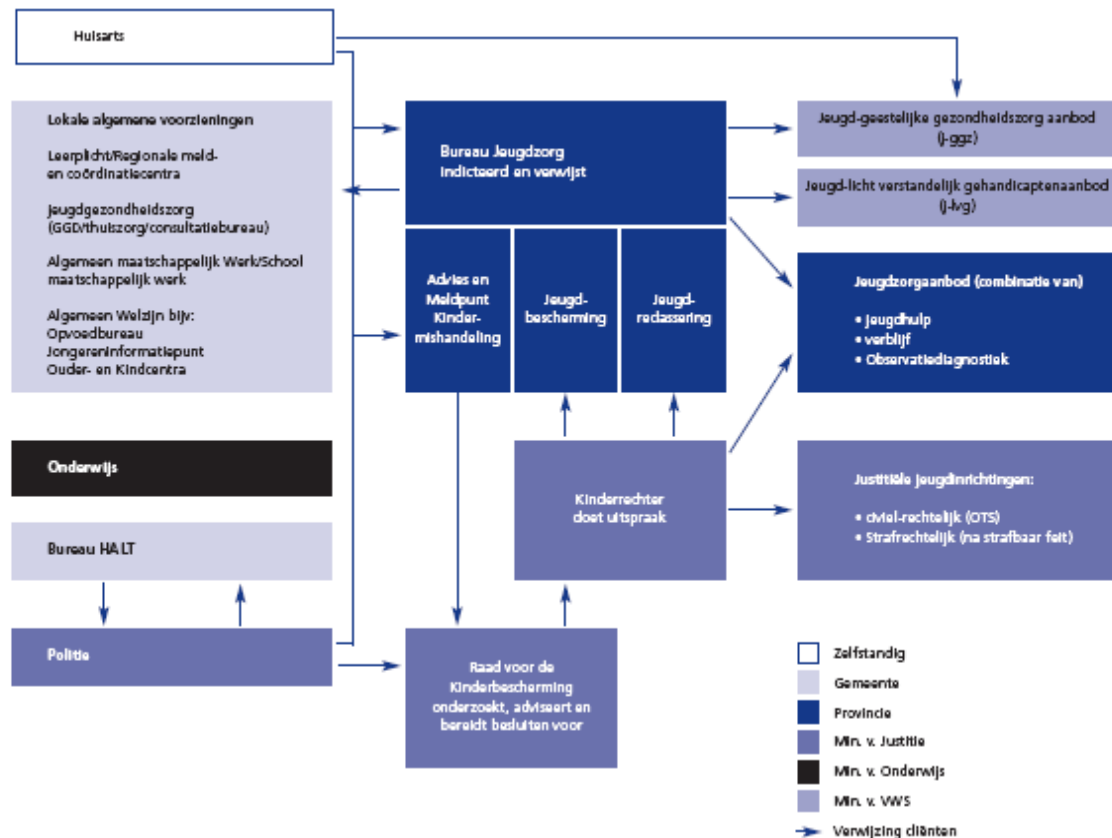 Huisarts
Lokale algemene voorzieningen
Leerplicht/Regionale meld-
en coördinatiecentra
Jeugdgezondheidszorg
(GGD/thuiszorg/consultatiebureau)
Algemeen maatschappelijk Werk/School
maatschappelijk werk
Algemeen Welzijn bijv:
Opvoedbureau
Jongereninformatiepunt
Ouder- en Kindcentra
Onderwijs
Bureau HALT
Politie
Bureau Jeugdzorg
indiceert en verwijst
Advies en
Meldpunt
Kinder-
mishandeling
Jeugd-
bescherming
Jeugd-
reclassering
Kinderrechter
doet uitspraak
Raad voor de
Kinderbescherming
onderzoekt, adviseert en
bereidt besluiten voor
Jeugd-geestelijke gezondheidszorg aanbod
(j-ggz)
Jeugd-licht verstandelijk gehandicaptenaanbod
(j-lvg)
Jeugdzorgaanbod (combinatie van)
• Jeugdhulp
• verblijf
• Observatiediagnostiek
Justitiële Jeugdinrichtingen:
• civiel-rechtelijk (OTS)
• Strafrechtelijk (na strafbaar feit)
Zelfstandig
Gemeente
Provincie
Min. v. Justitie
Min. v. Onderwijs
Min. v. VWS
Verwijzing cliënten